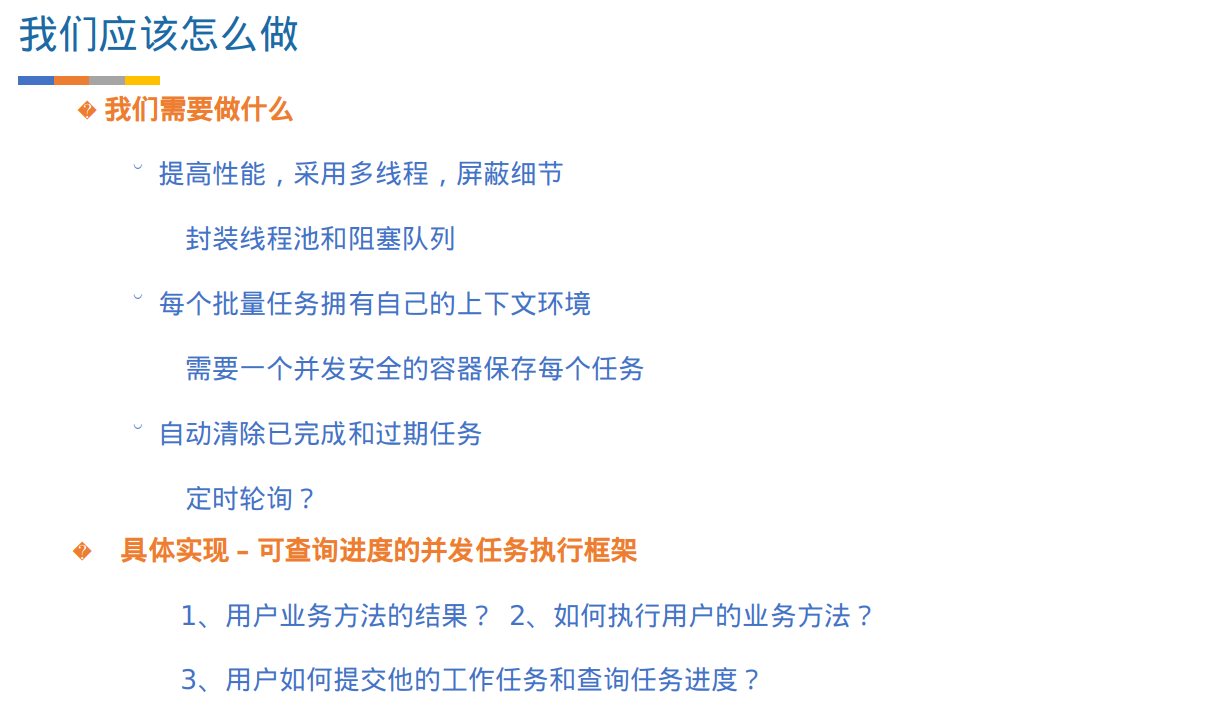 我们应该怎么做
我们需要做什么
提高性能，采用多线程，屏蔽细节
封装线程池和阻塞队列
每个批量任务拥有自己的上下文环境
需要一个并发安全的容器保存每个任务
自动清除已完成和过期任务
定时轮询？
具体实现 – 可查询进度的并发任务执行框架
1、用户业务方法的结果？ 2、如何执行用户的业务方法？
3、用户如何提交他的工作任务和查询任务进度？